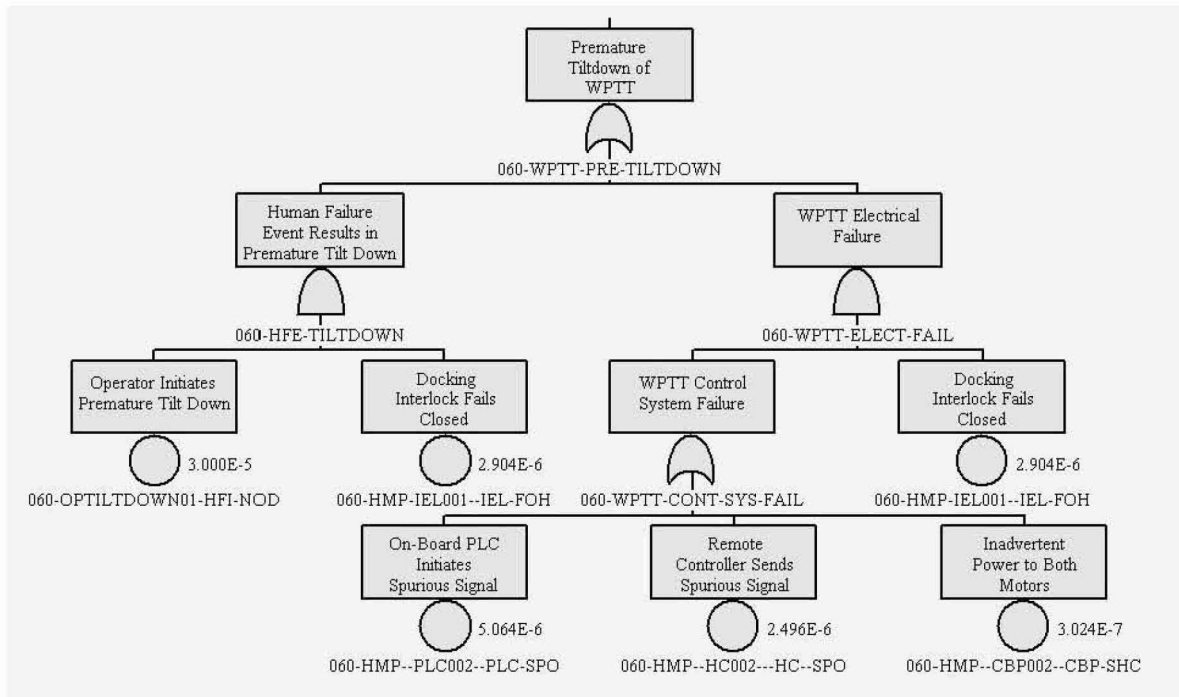 Premature
Tiltdown of
WPTT
060-WPTT-PRE-TILTDOWN
Human Failure
Event Results in
Premature Tilt Down
060-HFE-TILTDOWN
WPTT Electrical
Failure
060-WPTT-ELECT-FAIL
Operator Initiates
Premature Tilt Down
3.000E-5
060-OPTILTDOWN01-HFI-NOD
Docking
Interlock Fails
Closed
2.904E-6
060-HMP-IEL001--IEL-FOH
WPTT Control
System Failure
060-WPTT-CONT-SYS-FAIL
Docking
Interlock Fails
Closed
2.904E-6
060-HMP-IEL001--IEL-FOH
On-Board PLC
Initiates
Spurious Signal
5.064E-6
060-HMP--PLC002--PLC-SPO
Remote
Controller Sends
Spurious Signal
2.496E-6
060-HMP--HC002---HC--SPO
Inadvertent
Power to Both
Motors
3.024E-7
060-HMP--CBP002--CBP-SHC